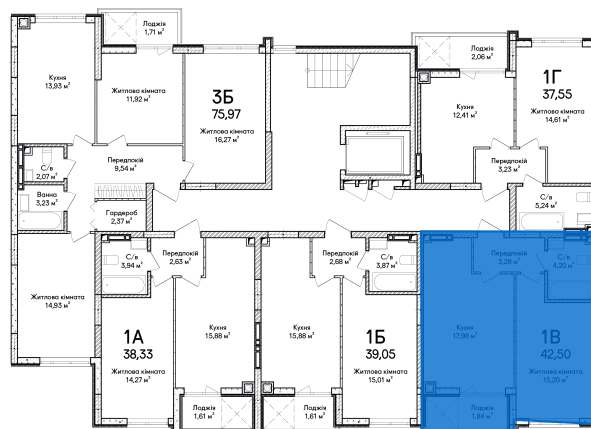 Лоджія
1,71 м²
Кухня
13,93 м²
Житлова кімната
11,92 м²
3Б
75,97
Житлова кімната
16,27 м²
Лоджія
2,06 м²
Кухня
12,41 м²
1Г
37,55
Житлова кімната
14,61 м²
С/в
2,07 м²
Передпокій
9,54 м²
Передпокій
3,23 м²
Ванна
3,23 м²
Гардероб
2,37 м²
С/в
5,24 м²
С/в
3,94 м²
Передпокій
2,63 м²
Передпокій
2,68 м²
С/в
3,87 м²
Передпокій
3,28 м²
С/в
4,20 м²
Житлова кімната
14,93 м²
1А
38,33
Житлова кімната
14,27 м²
Кухня
15,88 м²
Кухня
15,88 м²
1Б
39,05
Житлова кімната
15,01 м²
Кухня
17,98 м²
1В
42,50
Житлова кімната
15,20 м²
Лоджія
1,61 м²
Лоджія
1,61 м²
Лоджія
1,84 м²